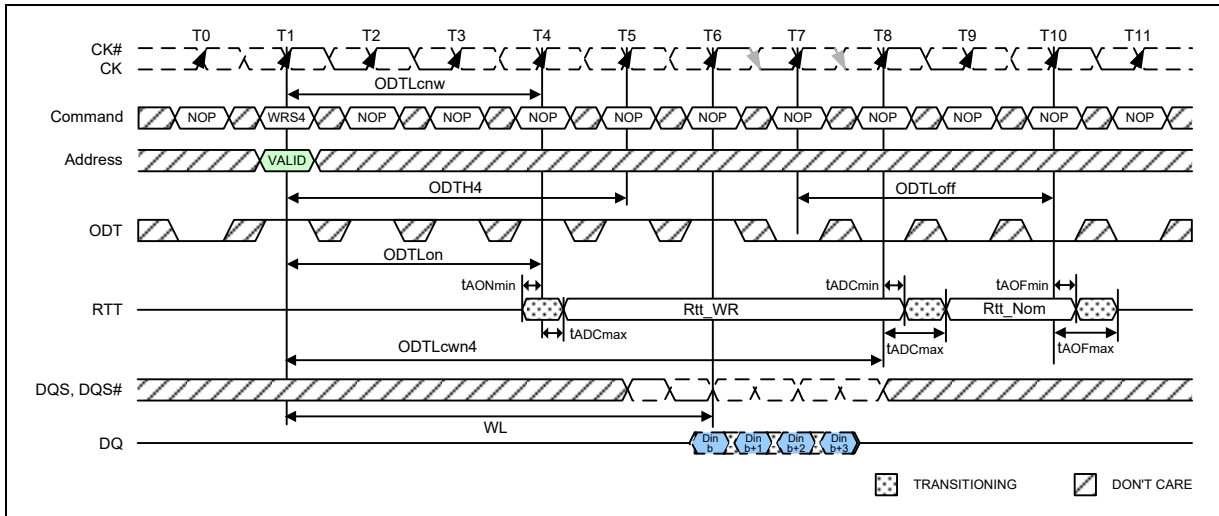 T0 T1 T2 T3 T4 T5 T6 T7 T8 T9 T10 T11
CK#
CK
ODTLcnw
Command NOP WRS4 NOP NOP NOP NOP NOP NOP NOP NOP NOP NOP
Address VALID
ODTH4 ODTLoff
ODT
ODTLon
tAONmin tADCmin tAOFmin
RTT Rtt_WR Rtt_Nom
tADCmax
ODTLcwn4 tADCmax tAOFmax
DQS, DQS#
WL
DQ Din b Din b+1 Din b+2 Din b+3
TRANSITIONING DON'T CARE